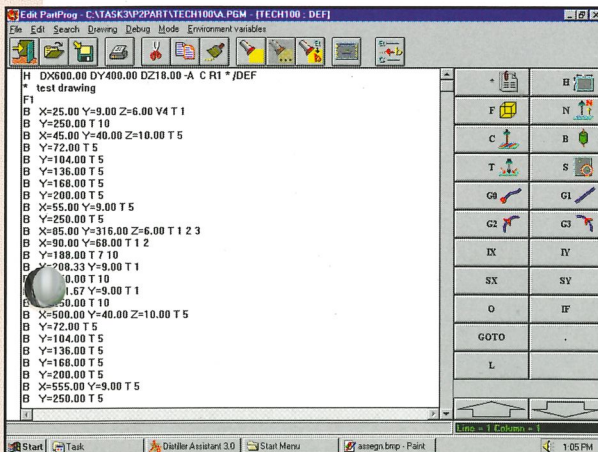 Edit PartProg - C:\TASK3\P2PART\TECH100\A.PGM - [TECH100 : DEF]
File Edit Search Drawing Debug Mode Environment variables
H DX600.00 DY400.00 DZ18.00 -A C R1 * /DEF
* test drawing
F1
B X=25.00 Y=9.00 Z=6.00 V4 T 1
B Y=250.00 T 10
B X=45.00 Y=40.00 Z=10.00 T 5
B Y=72.00 T 5
B Y=104.00 T 5
B Y=136.00 T 5
B Y=168.00 T 5
B Y=200.00 T 5
B X=55.00 Y=9.00 T 5
B Y=250.00 T 5
B X=85.00 Y=316.00 Z=6.00 T 1 2 3
B X=90.00 Y=68.00 T 1 2
B Y=188.00 T 7 10
B X=208.33 Y=9.00 T 1
50.00 T 10
1.67 Y=9.00 T 1
250.00 T 10
B X=500.00 Y=40.00 Z=10.00 T 5
B Y=72.00 T 5
B Y=104.00 T 5
B Y=136.00 T 5
B Y=168.00 T 5
B Y=200.00 T 5
B X=555.00 Y=9.00 T 5
B Y=250.00 T 5
* H
F N
C B
T S
G0 G1
G2 G3
IX IY
SX SY
O IF
GOTO .
L
Line = 1 Column = 1
Start Task Distiller Assistant 3.0 Start Menu assegn.bmp - Paint 1:05 PM